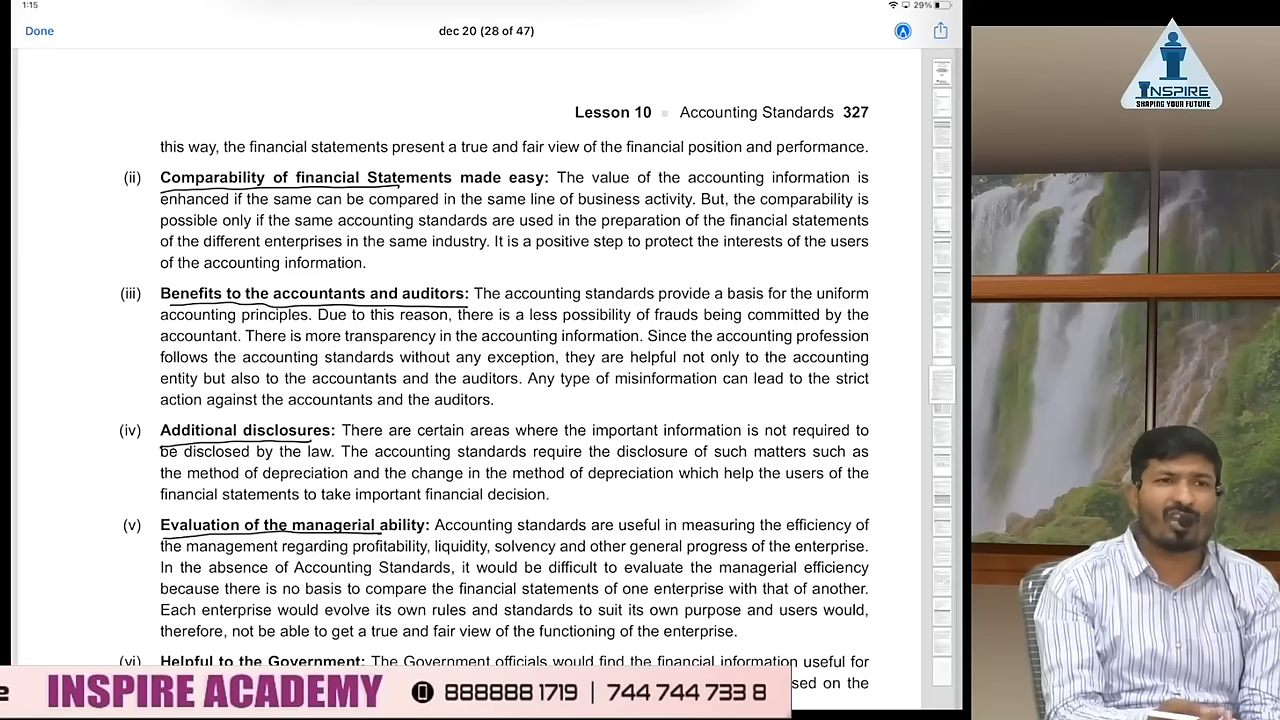 1:15
29%
Done
dec 20 (28 of 47)
Lesson 10 Accounting Standards 327
this way, the financial statements present a true and fair view of the financial position and performance.
(ii) Comparability of financial Statements made easy: The value of the accounting information is
enhanced if the same can be compared in the same line of business activity. But, the comparability is
possible only if the same accounting standards are used in the preparation of the financial statements
of the different enterprises in the same industry. It is a positive step to protect the interests of the users
of the accounting information.
(iii) Benefits to the accountants and auditors: The accounting standards provide a basis for the uniform
accounting principles. Due to this reason, there is a less possibility of frauds being committed by the
accountant. There is more transparency in the accounting information. Since the accounting profession
follows the accounting standards without any exception, they are helpful not only to the accounting
entity but also to the accountants and the auditors. Any type of misinformation can lead to the strict
action against the accountants and the auditors.
(iv) Additional disclosures: There are certain areas where the important information is not required to
be disclosed by the law. The accounting standards require the disclosure of such matters such as
the method of depreciation and the change in the method of depreciation which help the users of the
financial statements to take important financial decision.
(v) Evaluation of the managerial ability: Accounting standards are useful in measuring the efficiency of
the management regarding profitability, liquidity, solvency and other general progress of the enterprise.
In the absence of Accounting Standards, it would be difficult to evaluate the managerial efficiency
because there is no basis to compare the financial statements of one enterprise with that of another.
Each enterprise would evolve its own rules and standards to suit its own purpose and users would,
therefore, not be able to get a true and fair view of the functioning of the enterprise.
(vi) Helpful to the Government: The Government officials would find the financial information useful for
sed on the
INSPIRE
SHAPING YOUR FUTURE
e INSPIRE ACADEMY 888888 1719 | 744 744 733 8